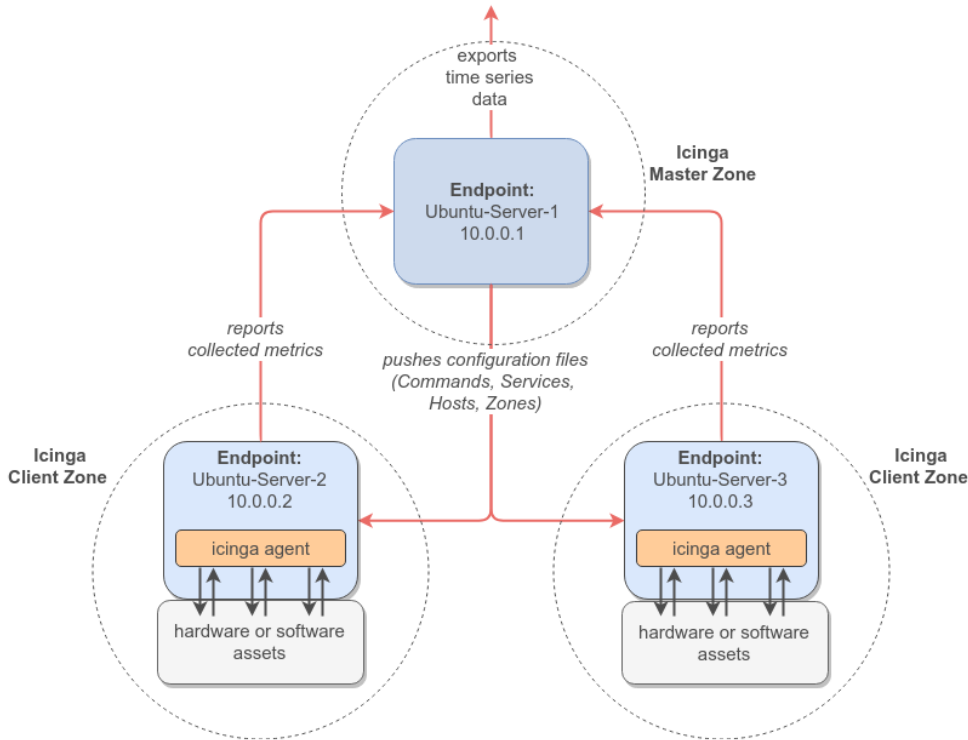 exports
time series
data
Icinga
Master Zone
Endpoint:
Ubuntu-Server-1
10.0.0.1
reports
collected metrics
pushes configuration files
(Commands, Services,
Hosts, Zones)
reports
collected metrics
Icinga
Client Zone
Endpoint:
Ubuntu-Server-2
10.0.0.2
icinga agent
hardware or software
assets
Endpoint:
Ubuntu-Server-3
10.0.0.3
icinga agent
hardware or software
assets
Icinga
Client Zone